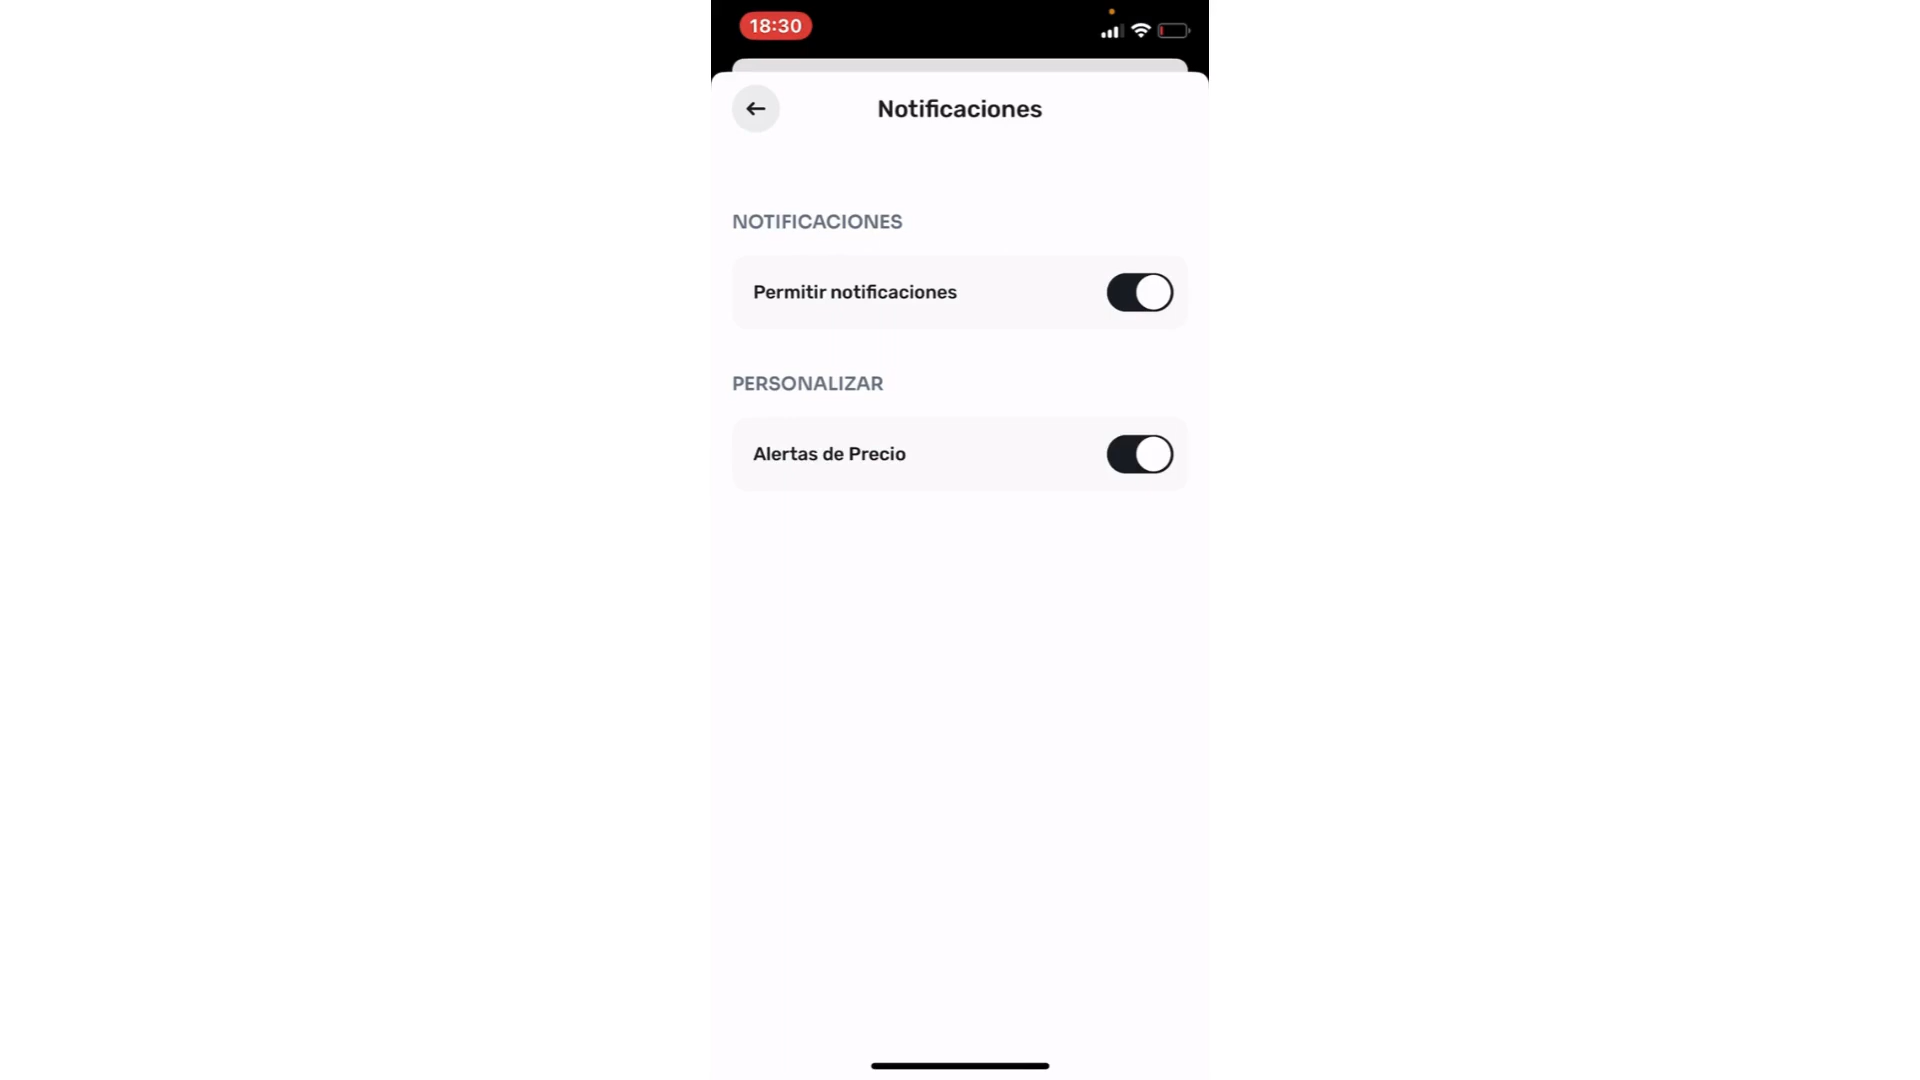 18:30
Notificaciones
NOTIFICACIONES
Permitir notificaciones
PERSONALIZAR
Alertas de Precio